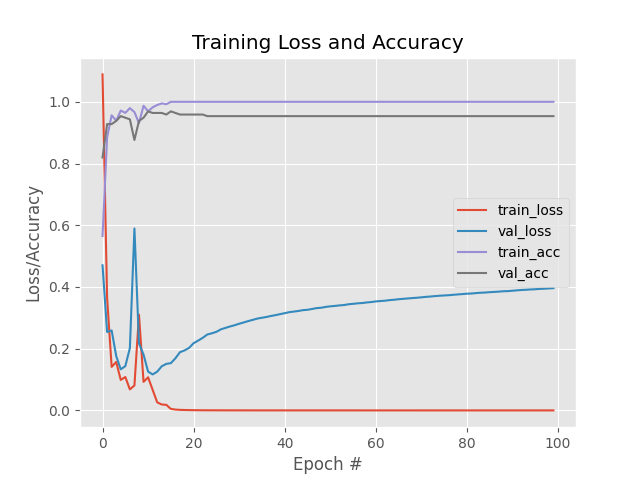 Training Loss and Accuracy
Loss/Accuracy
1.0
0.8
0.6
0.4
0.2
0.0
train_loss
val_loss
train_acc
val_acc
0 20 40 60 80 100
Epoch #